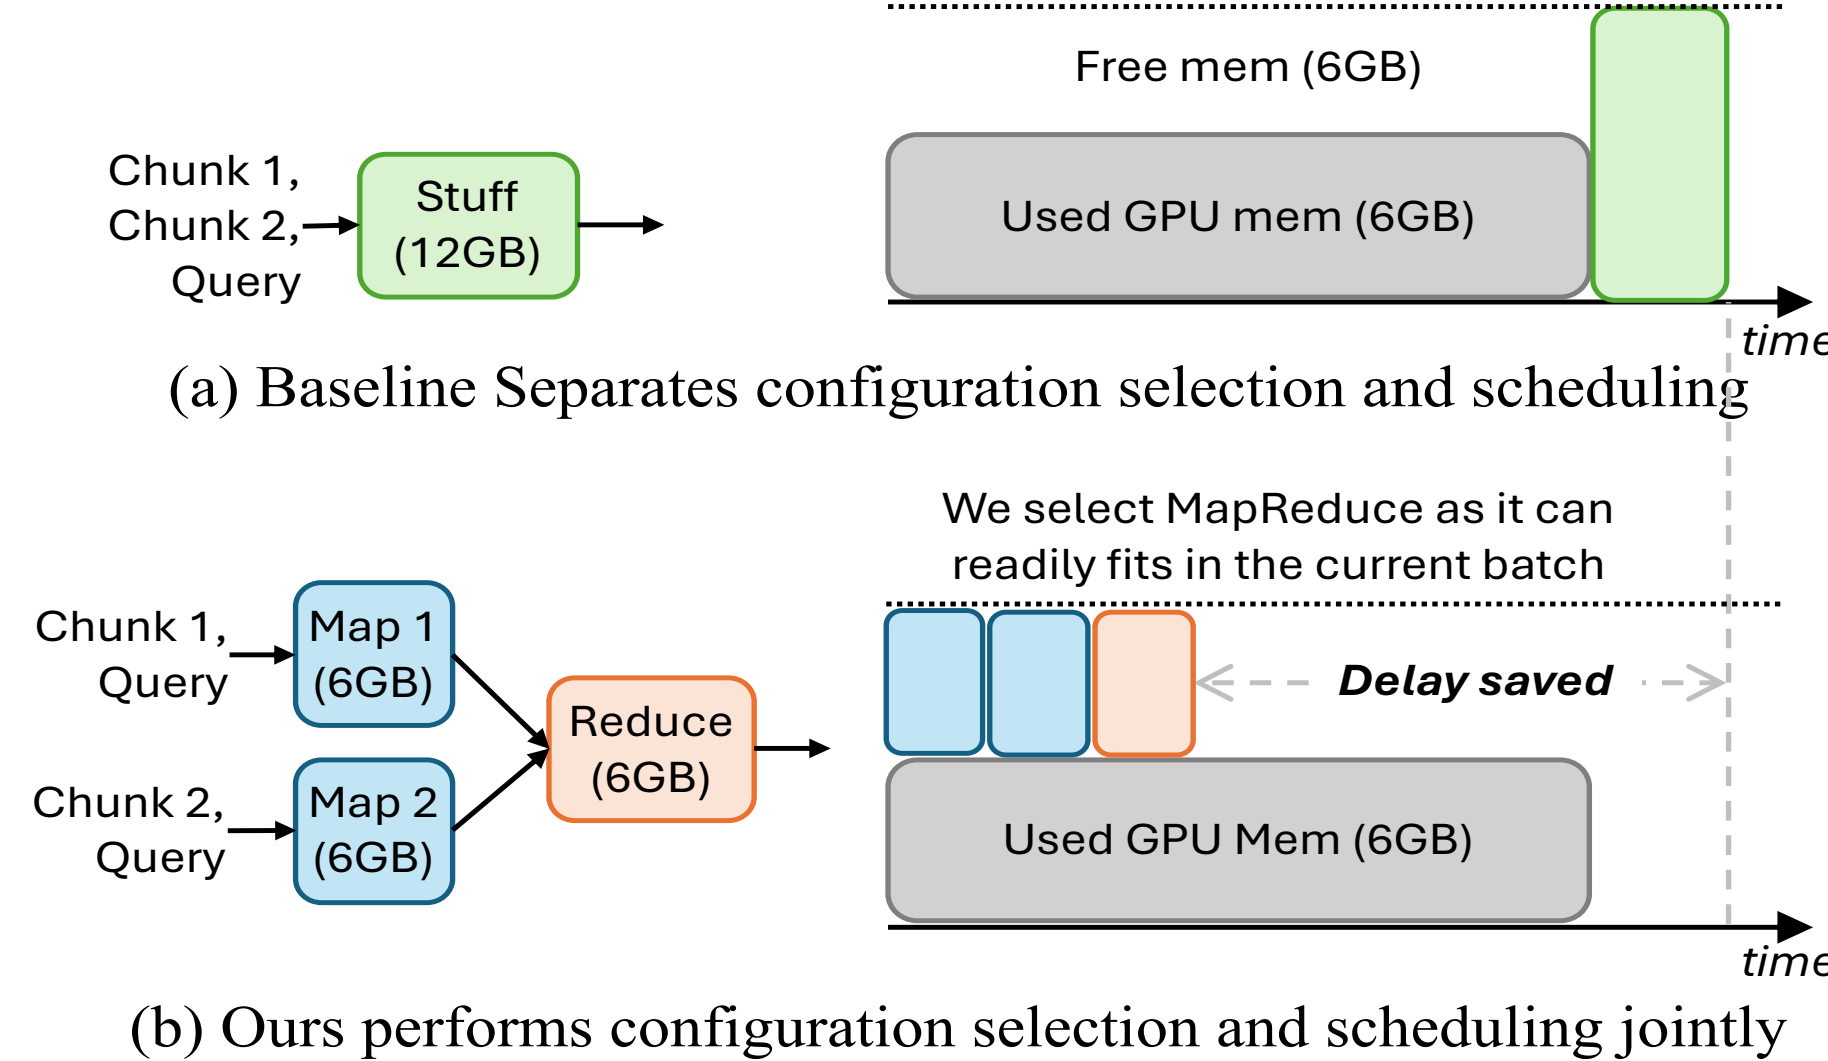 Free mem (6GB)
Chunk 1,
Chunk 2,
Query
Stuff
(12GB)
Used GPU mem (6GB)
time
(a) Baseline Separates configuration selection and scheduling
We select MapReduce as it can
readily fits in the current batch
Chunk 1,
Query
Map 1
(6GB)
Chunk 2,
Query
Map 2
(6GB)
Reduce
(6GB)
Delay saved
Used GPU Mem (6GB)
time
(b) Ours performs configuration selection and scheduling jointly